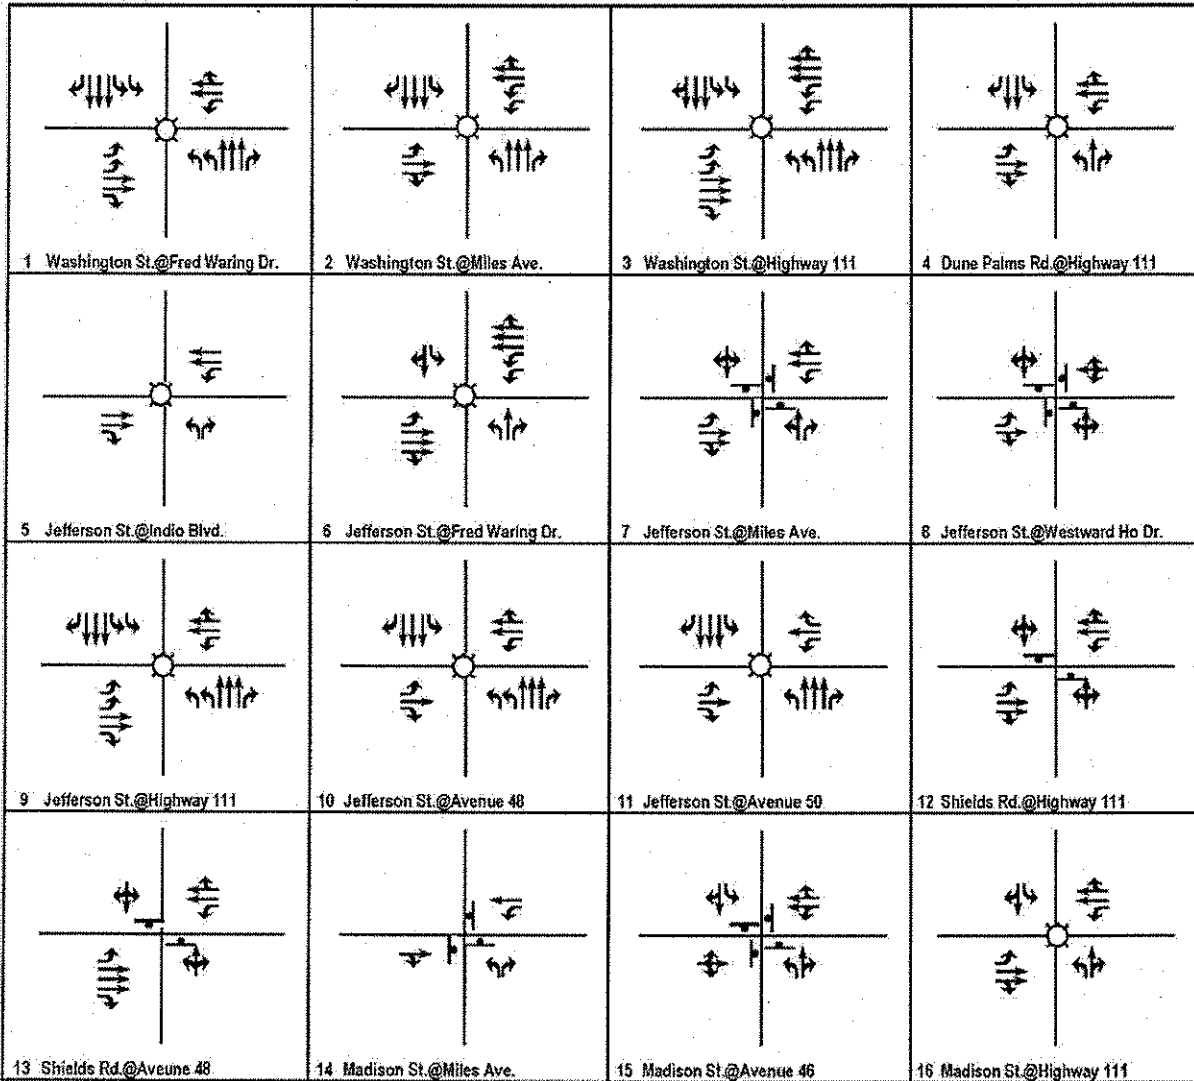 1 Washington St.@Fred Waring Dr.
2 Washington St.@Miles Ave.
3 Washington St.@Highway 111
4 Dune Palms Rd.@Highway 111
5 Jefferson St.@Indio Blvd.
6 Jefferson St.@Fred Waring Dr.
7 Jefferson St.@Miles Ave.
8 Jefferson St.@Westward Ho Dr.
9 Jefferson St.@Highway 111
10 Jefferson St.@Avenue 48
11 Jefferson St.@Avenue 50
12 Shields Rd.@Highway 111
13 Shields Rd.@Aveune 48
14 Madison St.@Miles Ave.
15 Madison St.@Avenue 46
16 Madison St.@Highway 111